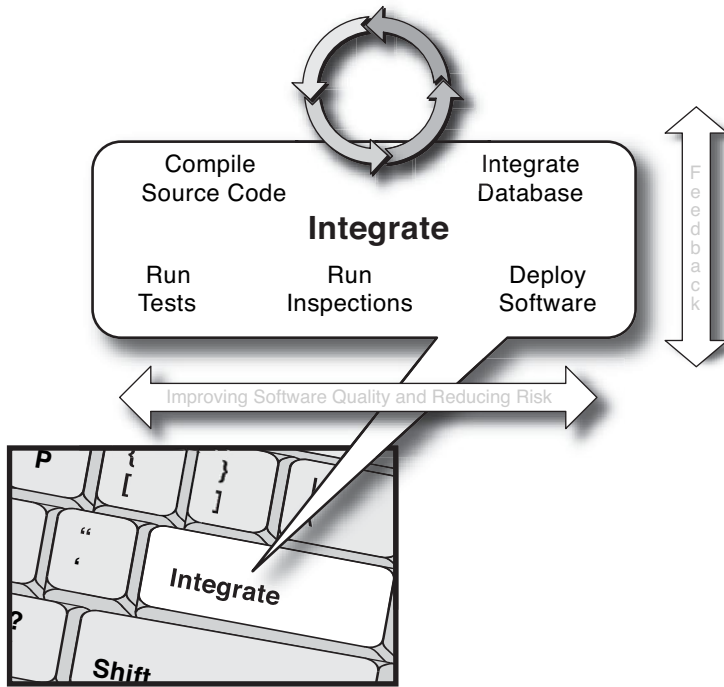 Compile
Source Code
Integrate
Database
Integrate
Run
Tests
Run
Inspections
Deploy
Software
Feedback
Improving Software Quality and Reducing Risk
P
{
[
}
]
“
‘
Integrate
?
Shift